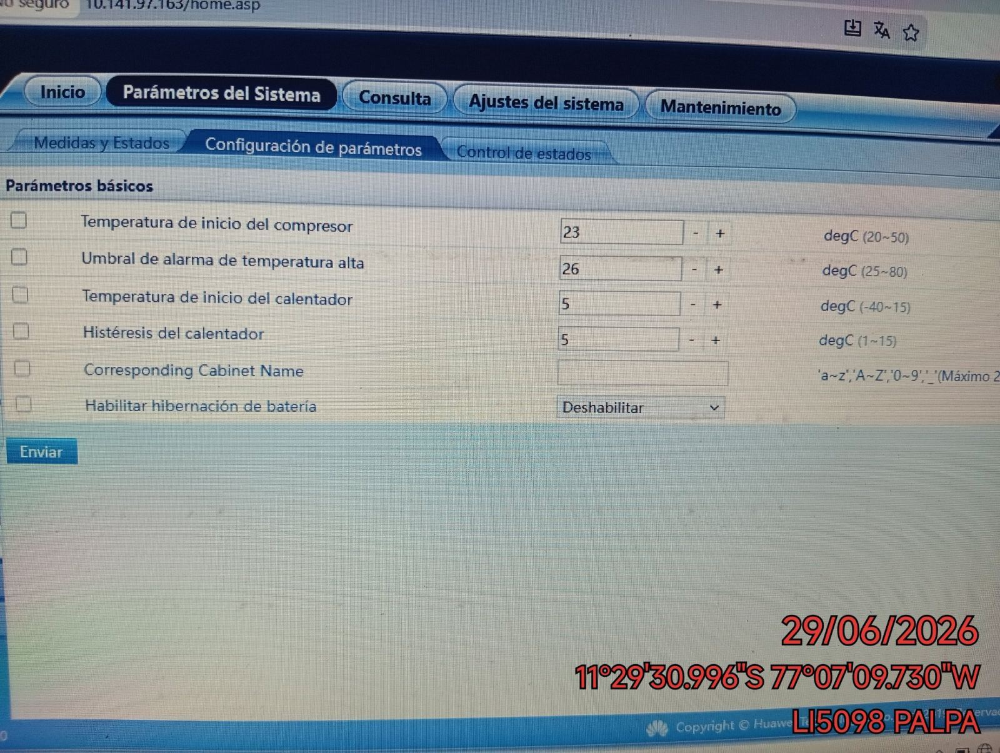 seguro 10.141.97.163/home.asp
Inicio Parámetros del Sistema Consulta Ajustes del sistema Mantenimiento
Medidas y Estados Configuración de parámetros Control de estados
Parámetros básicos
Temperatura de inicio del compresor 23 - + degC (20~50)
Umbral de alarma de temperatura alta 26 - + degC (25~80)
Temperatura de inicio del calentador 5 - + degC (-40~15)
Histéresis del calentador 5 - + degC (1~15)
Corresponding Cabinet Name 'a~z','A~Z','0~9','_'(Máximo 2
Habilitar hibernación de batería Deshabilitar
Enviar
29/06/2026
11°29'30.996"S 77°07'09.730"W
Copyright © Huawe
LI5098 PALPA